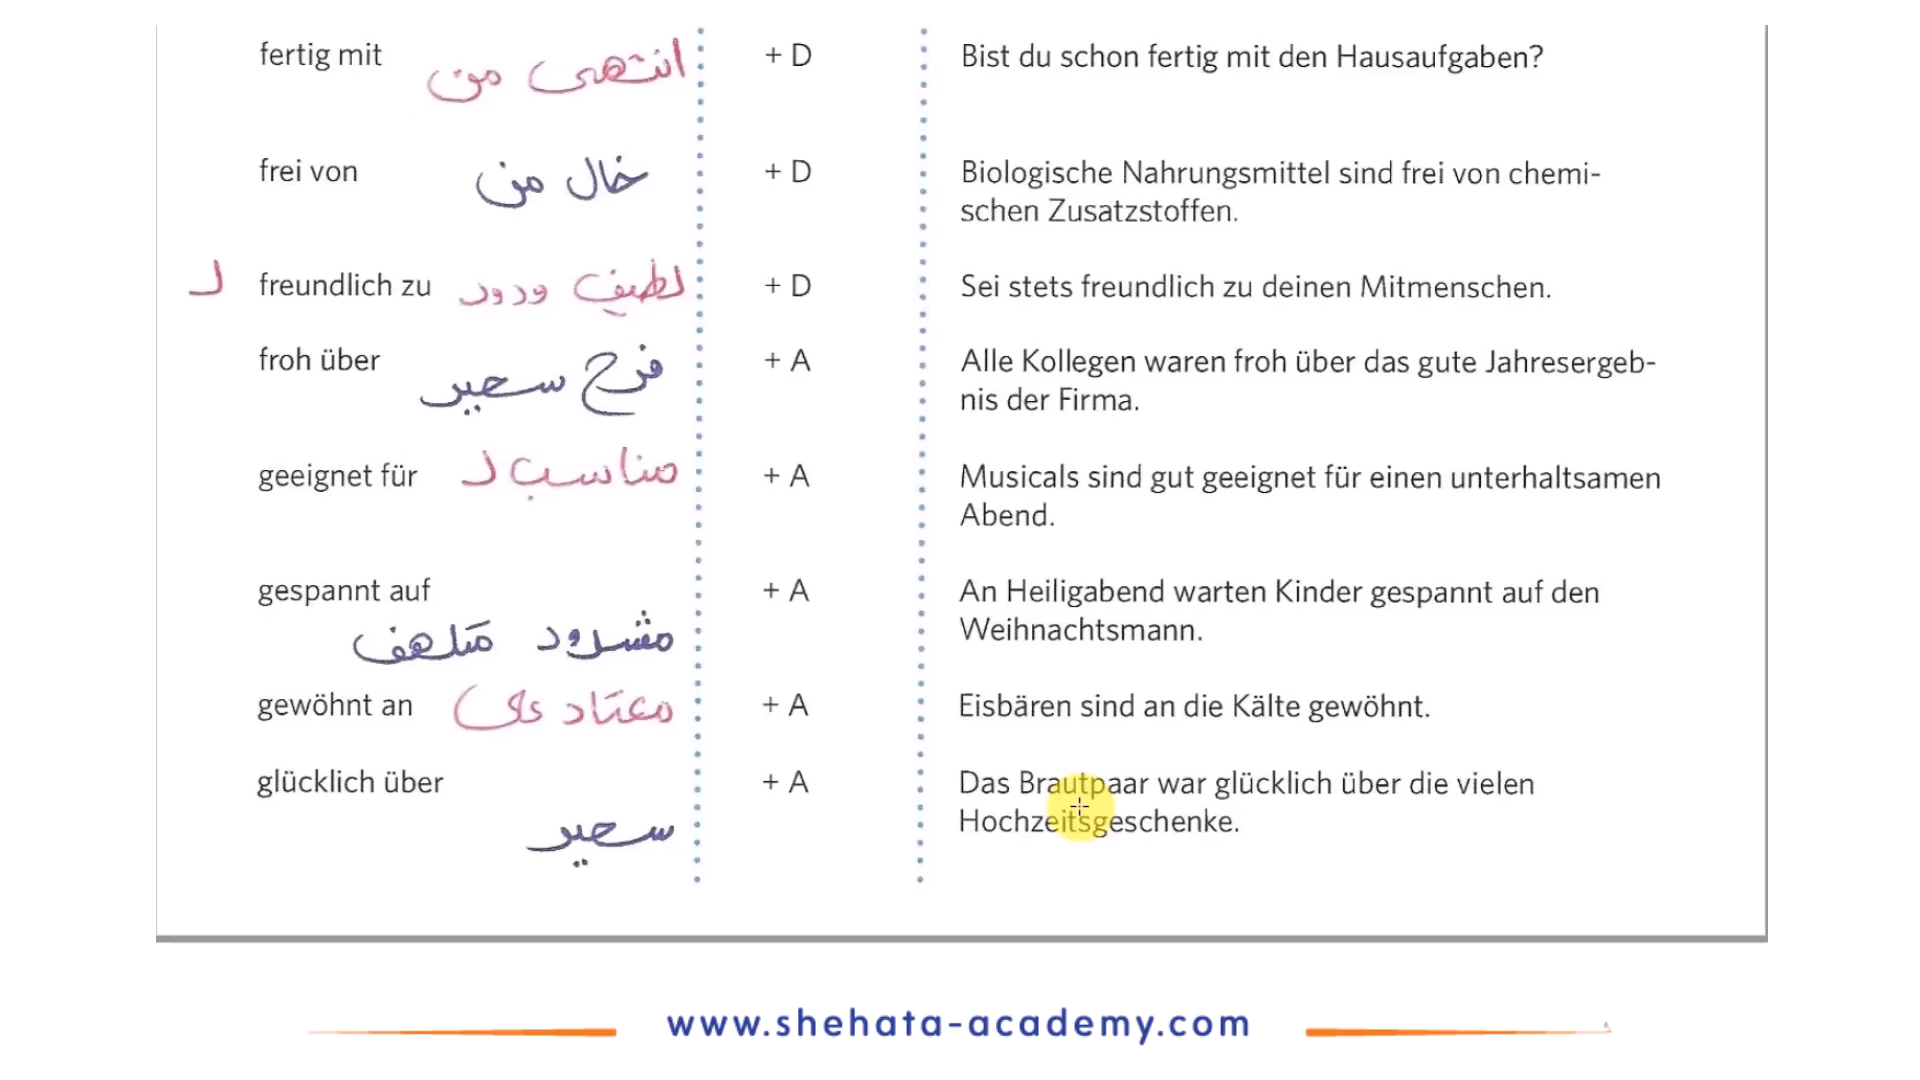 fertig mit انتهى من + D Bist du schon fertig mit den Hausaufgaben?
frei von خال من + D Biologische Nahrungsmittel sind frei von chemi-
schen Zusatzstoffen.
لـ freundlich zu لطيف ودود + D Sei stets freundlich zu deinen Mitmenschen.
froh über فرح سعيد + A Alle Kollegen waren froh über das gute Jahresergeb-
nis der Firma.
geeignet für مناسب لـ + A Musicals sind gut geeignet für einen unterhaltsamen
Abend.
gespannt auf + A An Heiligabend warten Kinder gespannt auf den
مشدود متلهف Weihnachtsmann.
gewöhnt an معتاد على + A Eisbären sind an die Kälte gewöhnt.
glücklich über + A Das Brautpaar war glücklich über die vielen
سعيد Hochzeitsgeschenke.
www.shehata-academy.com